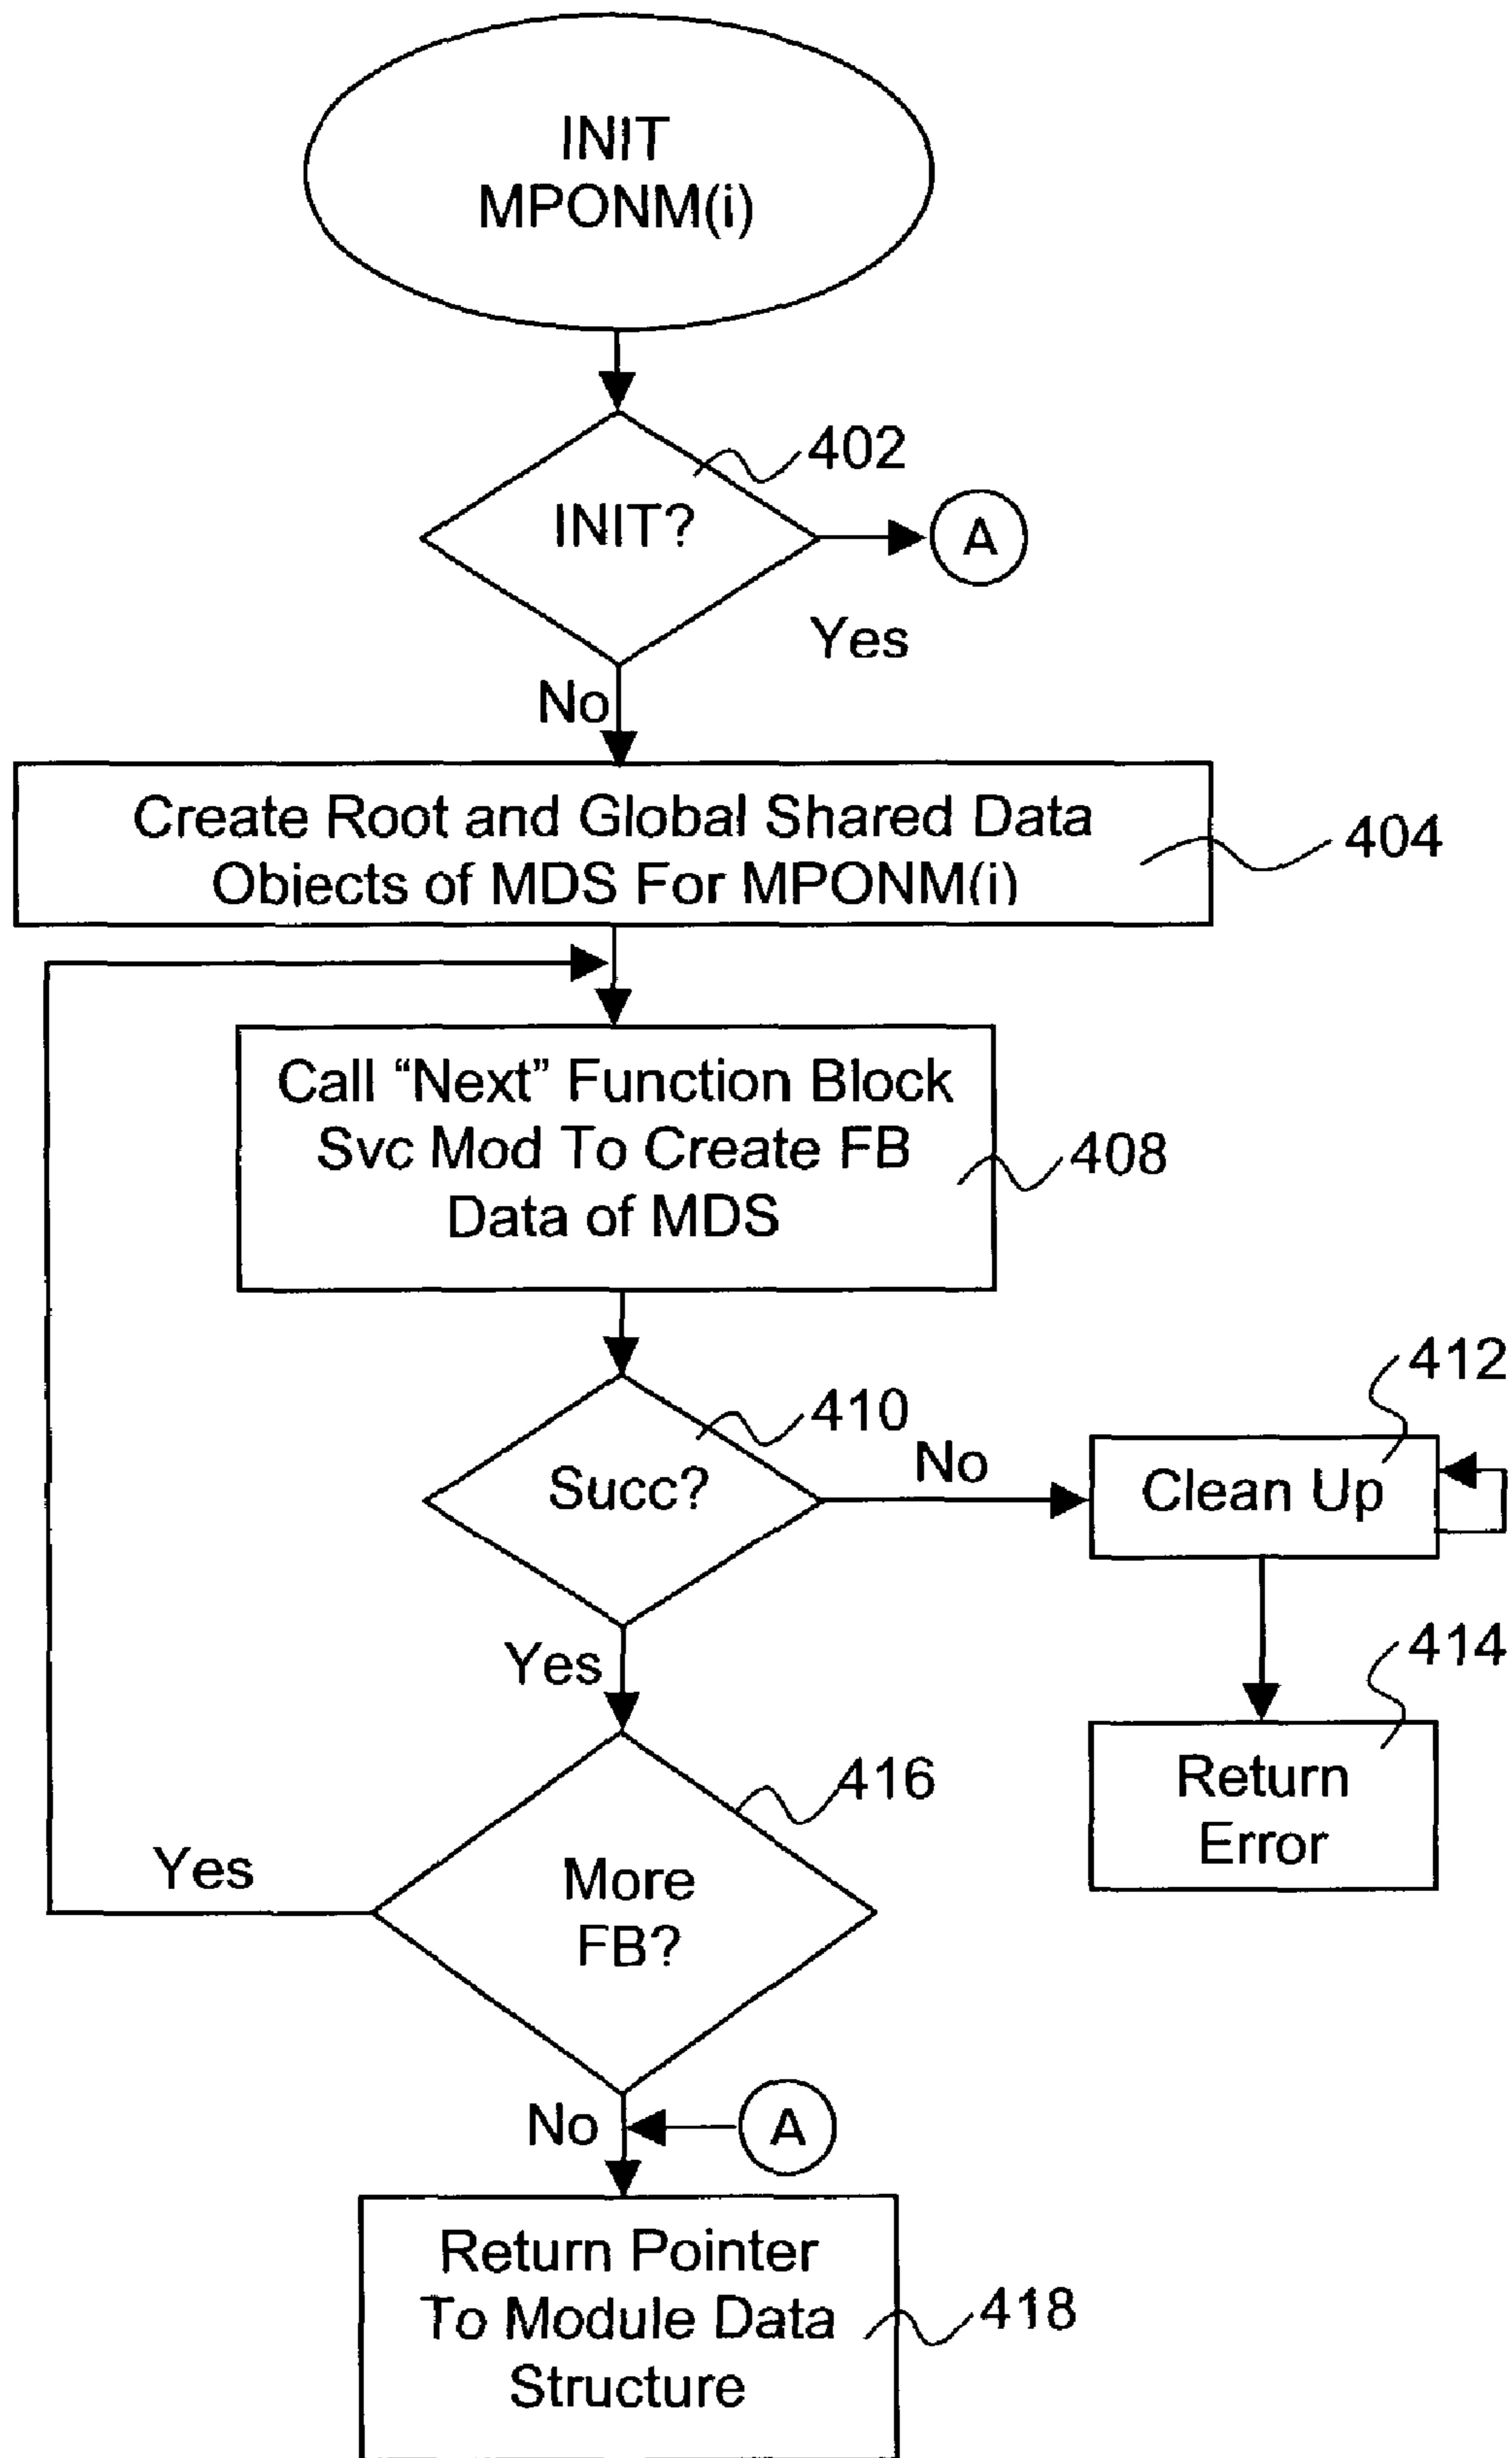 INIT
MPONM(i)
402
INIT?
A
Yes
No
Create Root and Global Shared Data
Objects of MDS For MPONM(i)
404
Call “Next” Function Block
Svc Mod To Create FB
Data of MDS
408
410
Succ?
No
412
Clean Up
Yes
414
Return
Error
416
More
FB?
Yes
No
A
Return Pointer
To Module Data
Structure
418